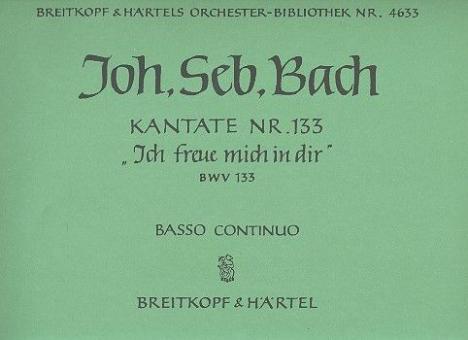 BREITKOPF & HÄRTELS ORCHESTER-BIBLIOTHEK NR. 4633
Joh. Seb. Bach
KANTATE NR. 133
„Ich freue mich in dir"
BWV 133
BASSO CONTINUO
BREITKOPF & HÄRTEL